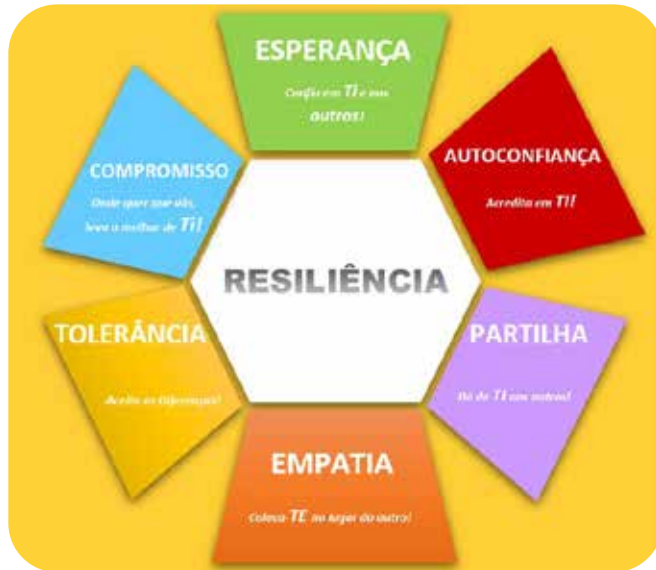 ESPERANÇA
Confia em TI e nos
outros!
AUTOCONFIANÇA
Acredita em TI!
PARTILHA
Dá de TI aos outros!
EMPATIA
Coloca-TE no lugar do outro!
TOLERÂNCIA
Aceita as Diferenças!
COMPROMISSO
Onde quer que vás,
leva o melhor de Ti!
RESILIÊNCIA